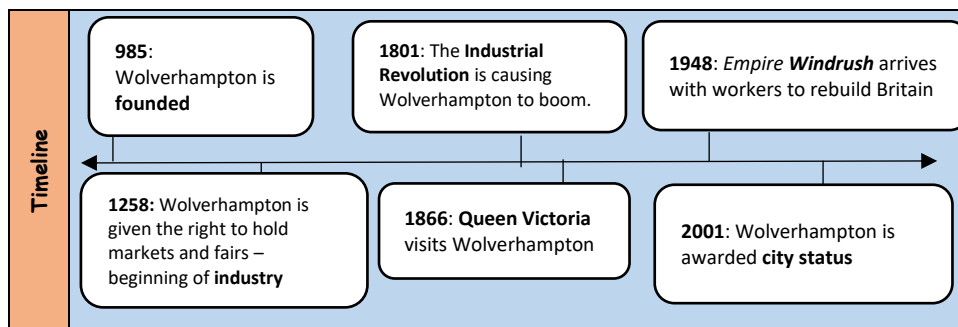 Timeline
985:
Wolverhampton is
founded
1258: Wolverhampton is
given the right to hold
markets and fairs –
beginning of industry
1801: The Industrial
Revolution is causing
Wolverhampton to boom.
1866: Queen Victoria
visits Wolverhampton
1948: Empire Windrush arrives
with workers to rebuild Britain
2001: Wolverhampton is
awarded city status